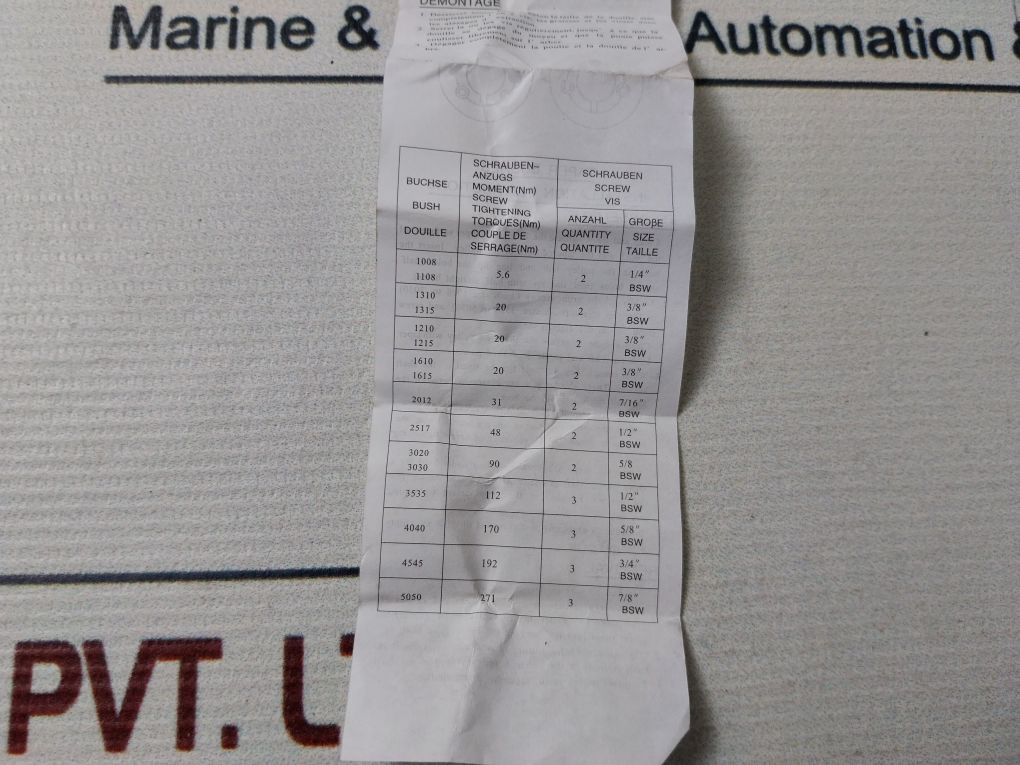 Marine &
Automation &
DEMONTAGE
BUCHSE
BUSH
DOUILLE
SCHRAUBEN-
ANZUGS
MOMENT(Nm)
SCREW
TIGHTENING
TORQUES(Nm)
COUPLE DE
SERRAGE(Nm)
SCHRAUBEN
SCREW
VIS
ANZAHL
QUANTITY
QUANTITE
GROβE
SIZE
TAILLE
1008
1108
5.6
2
1/4"
BSW
1310
1315
20
2
3/8"
BSW
1210
1215
20
2
3/8"
BSW
1610
1615
20
2
3/8"
BSW
2012
31
2
7/16"
BSW
2517
48
2
1/2"
BSW
3020
3030
90
2
5/8
BSW
3535
112
3
1/2"
BSW
4040
170
3
5/8"
BSW
4545
192
3
3/4"
BSW
5050
271
3
7/8"
BSW
PVT.